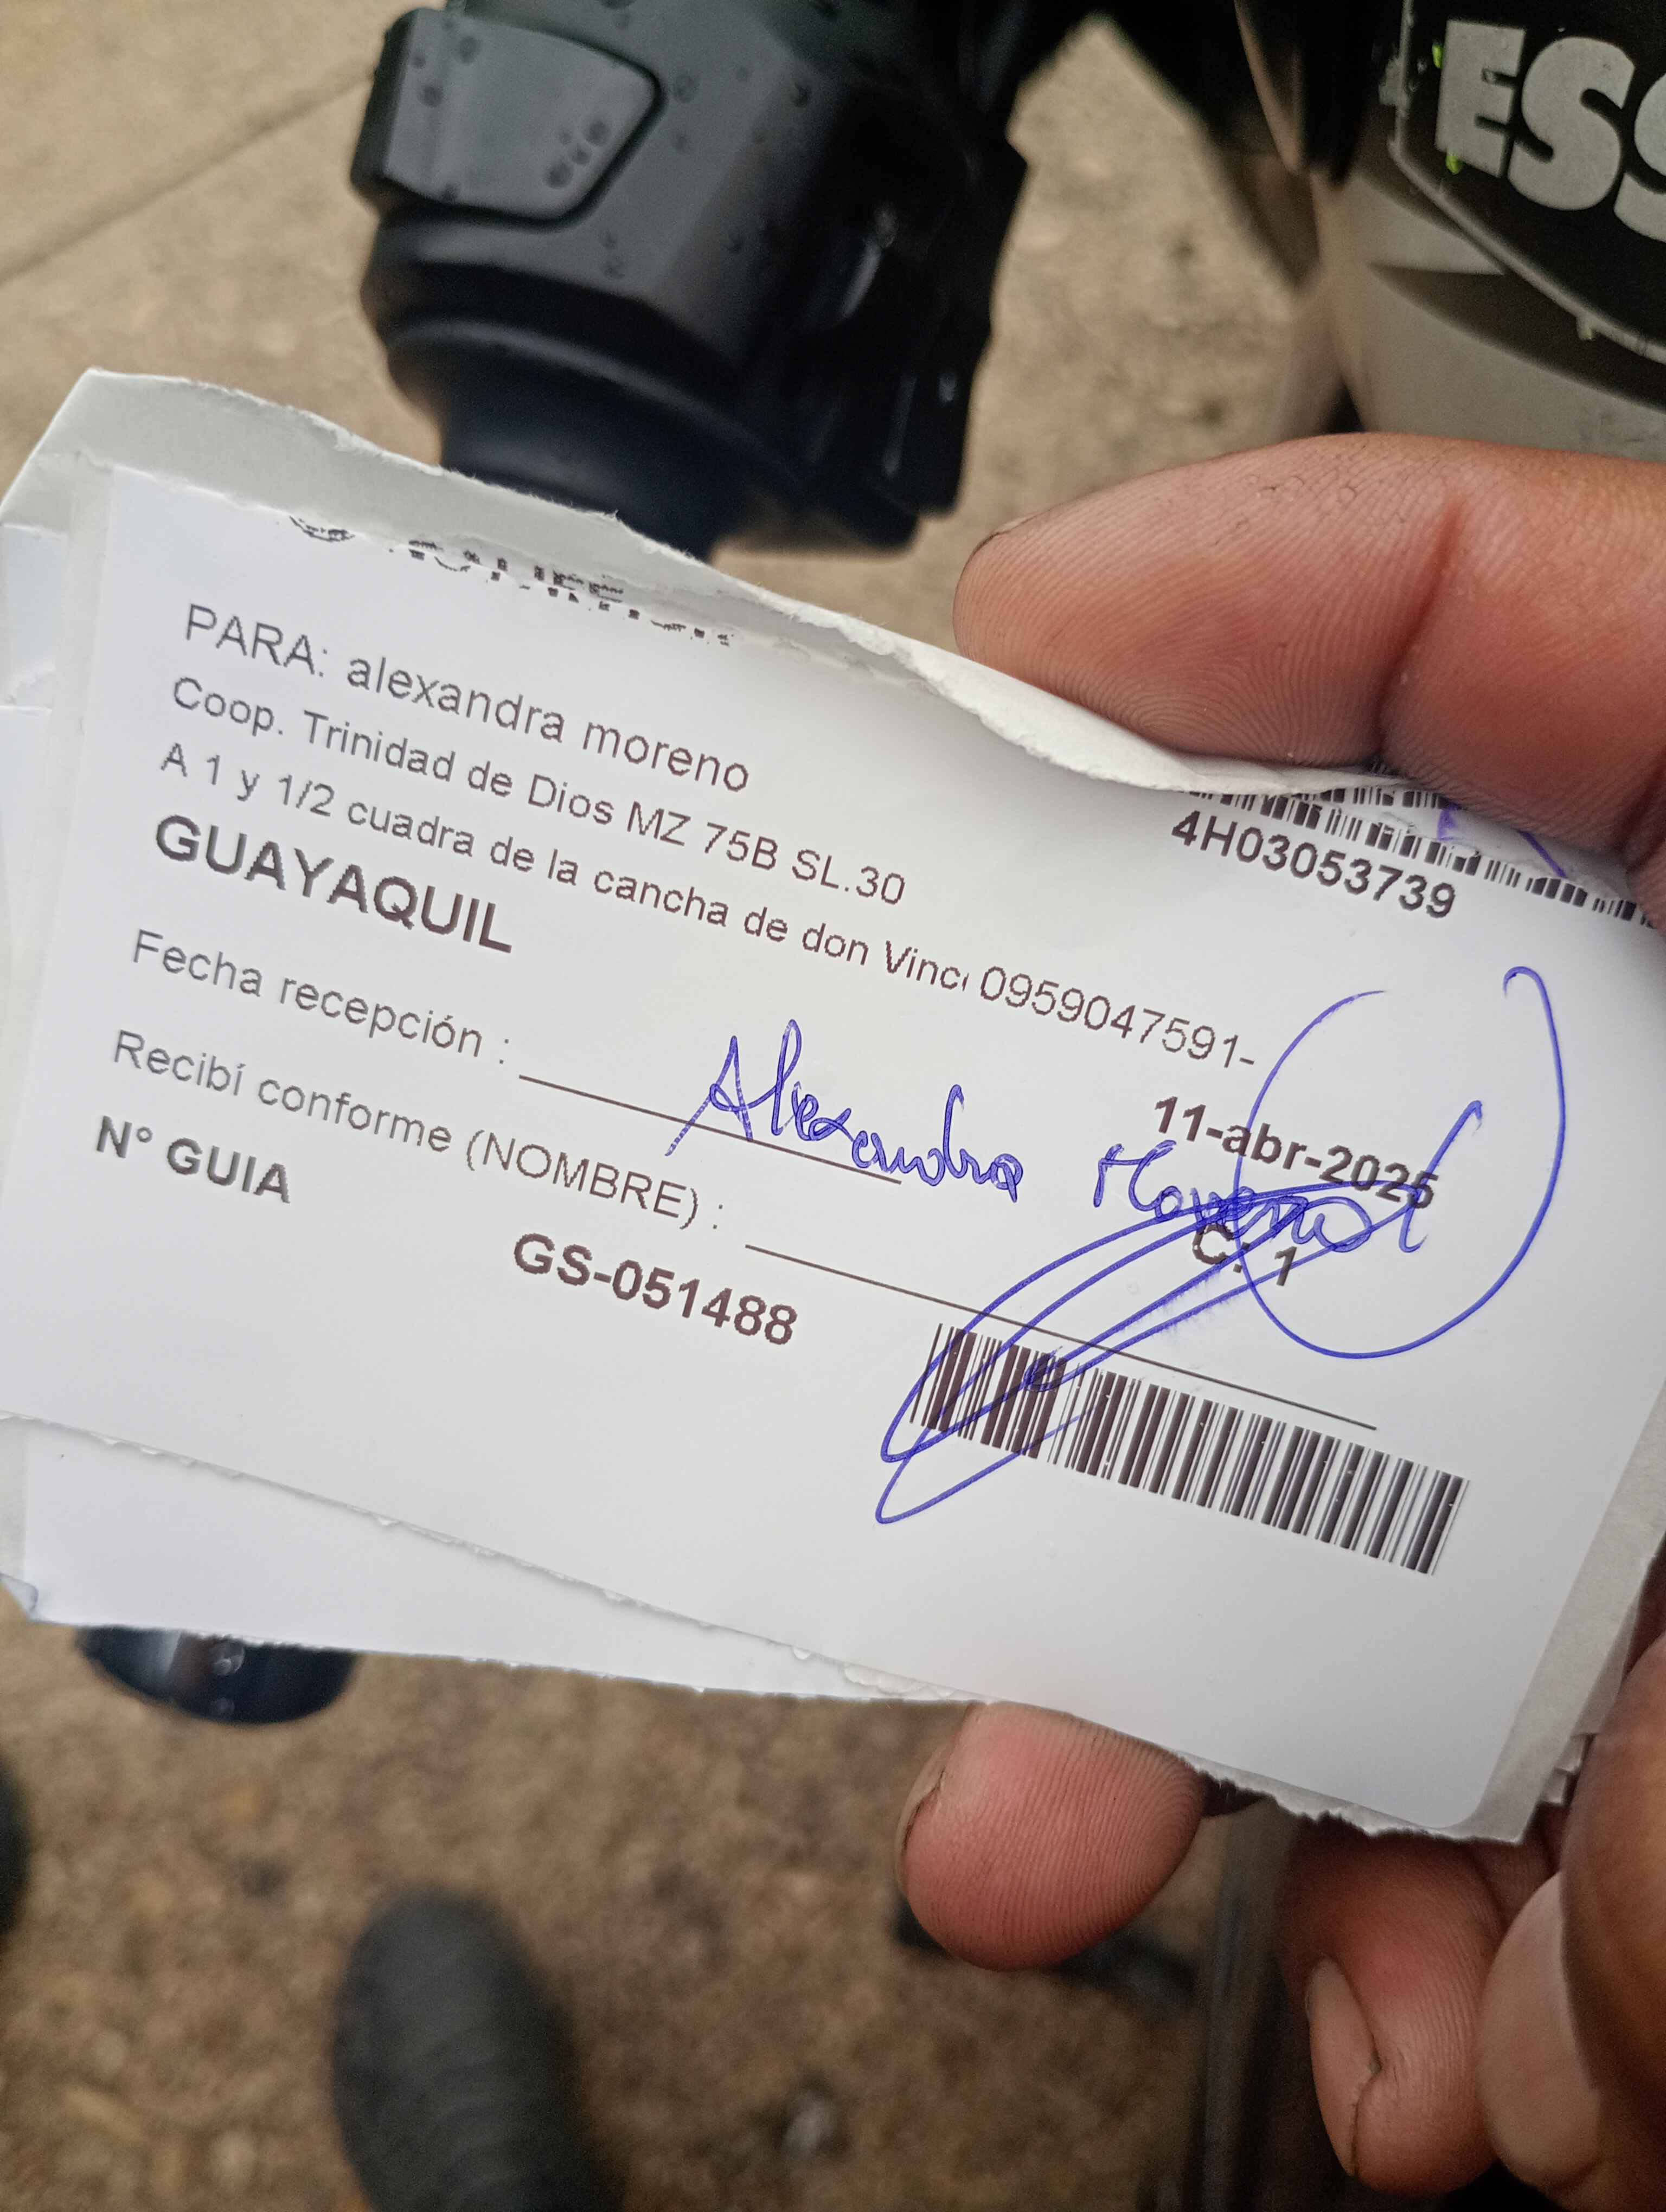 ESS
PARA: alexandra moreno
Coop. Trinidad de Dios MZ 75B SL.30
4H03053739
A 1 y 1/2 cuadra de la cancha de don Vinc 0959047591-
GUAYAQUIL
11-abr-2025
Fecha recepción :
Alexandra Moreno
C: 1
Recibí conforme (NOMBRE) :
N° GUIA
GS-051488